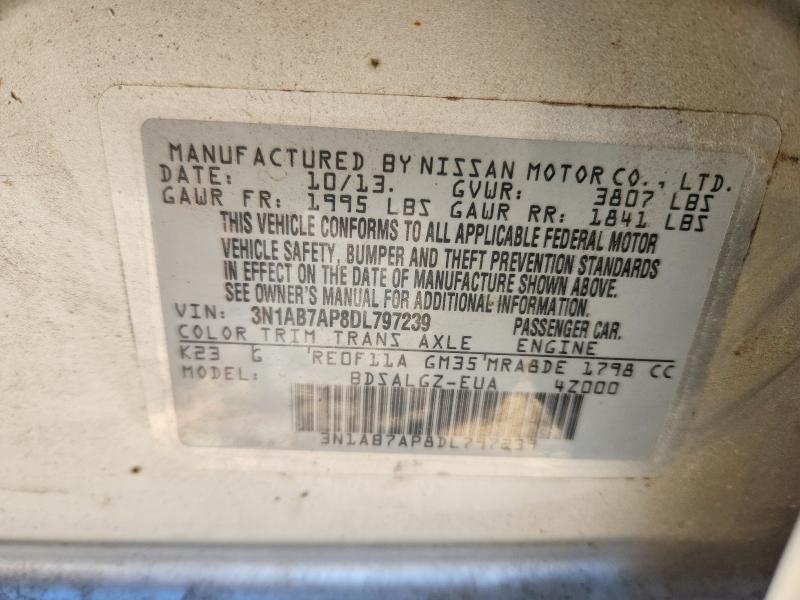 MANUFACTURED BY NISSAN MOTOR CO., LTD.
DATE: 10/13. GVWR: 3807 LBS
GAWR FR: 1995 LBS GAWR RR: 1841 LBS
THIS VEHICLE CONFORMS TO ALL APPLICABLE FEDERAL MOTOR
VEHICLE SAFETY, BUMPER AND THEFT PREVENTION STANDARDS
IN EFFECT ON THE DATE OF MANUFACTURE SHOWN ABOVE.
SEE OWNER'S MANUAL FOR ADDITIONAL INFORMATION.
VIN: 3N1AB7AP8DL797239 PASSENGER CAR.
COLOR TRIM TRANS AXLE ENGINE
K23 G RE0F11A GM35 MRA8DE 1798 CC
MODEL: BDSALGZ-EUA 4Z000
3N1AB7AP8DL797239